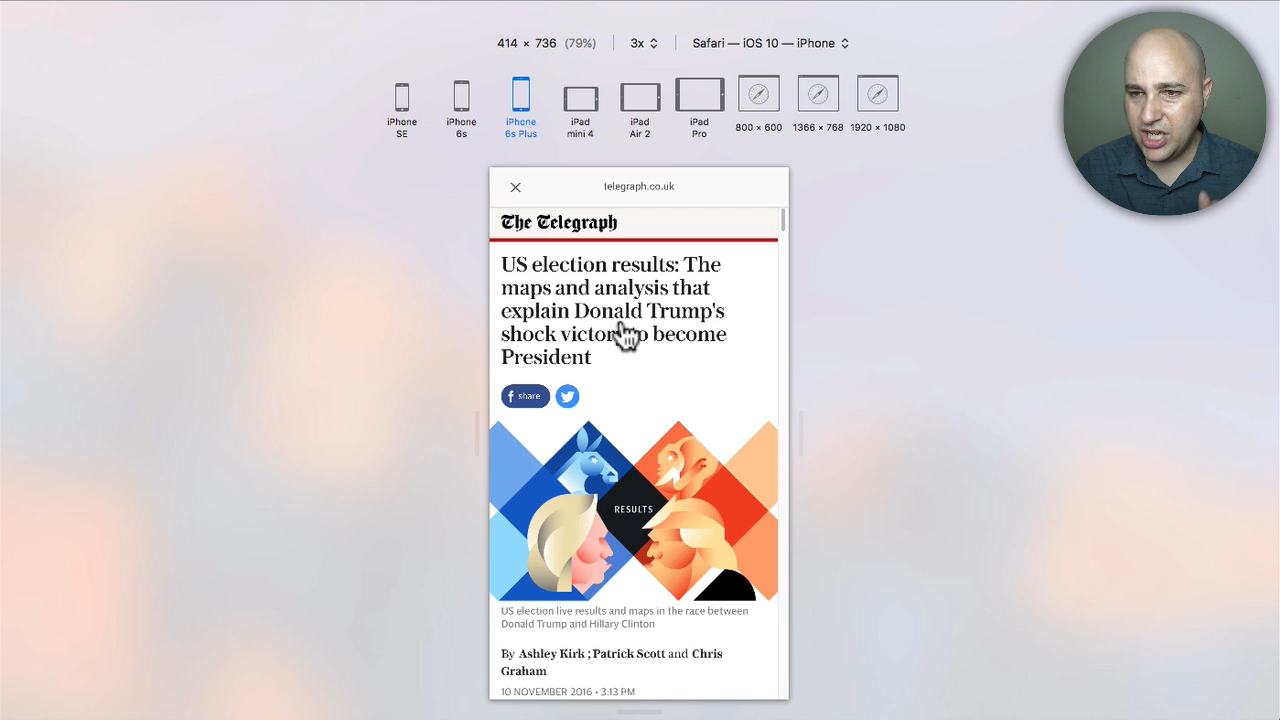 414 × 736 (79%) 3x Safari — iOS 10 — iPhone
iPhone SE
iPhone 6s
iPhone 6s Plus
iPad mini 4
iPad Air 2
iPad Pro
800 × 600
1366 × 768
1920 × 1080
telegraph.co.uk
The Telegraph
US election results: The
maps and analysis that
explain Donald Trump's
shock victory to become
President
f share
RESULTS
US election live results and maps in the race between
Donald Trump and Hillary Clinton
By Ashley Kirk ; Patrick Scott and Chris
Graham
10 NOVEMBER 2016 • 3:13 PM